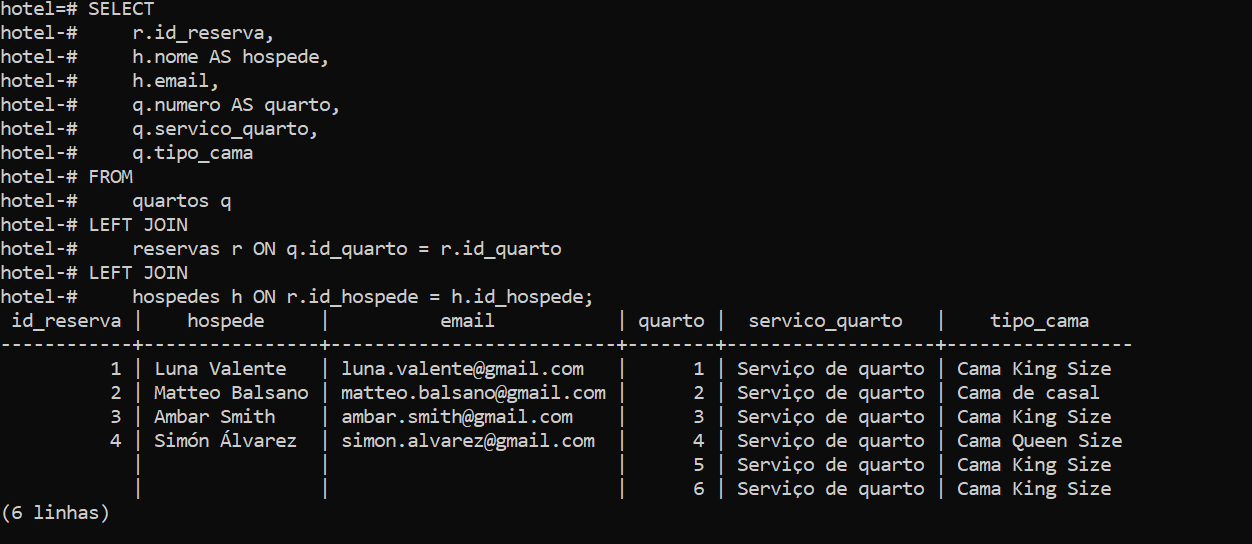 hotel=# SELECT
hotel-#     r.id_reserva,
hotel-#     h.nome AS hospede,
hotel-#     h.email,
hotel-#     q.numero AS quarto,
hotel-#     q.servico_quarto,
hotel-#     q.tipo_cama
hotel-# FROM
hotel-#     quartos q
hotel-# LEFT JOIN
hotel-#     reservas r ON q.id_quarto = r.id_quarto
hotel-# LEFT JOIN
hotel-#     hospedes h ON r.id_hospede = h.id_hospede;
 id_reserva |    hospede     |          email           | quarto |  servico_quarto   |    tipo_cama
------------+----------------+--------------------------+--------+-------------------+-----------------
          1 | Luna Valente   | luna.valente@gmail.com   |      1 | Serviço de quarto | Cama King Size
          2 | Matteo Balsano | matteo.balsano@gmail.com |      2 | Serviço de quarto | Cama de casal
          3 | Ambar Smith    | ambar.smith@gmail.com    |      3 | Serviço de quarto | Cama King Size
          4 | Simón Álvarez  | simon.alvarez@gmail.com  |      4 | Serviço de quarto | Cama Queen Size
            |                |                          |      5 | Serviço de quarto | Cama King Size
            |                |                          |      6 | Serviço de quarto | Cama King Size
(6 linhas)